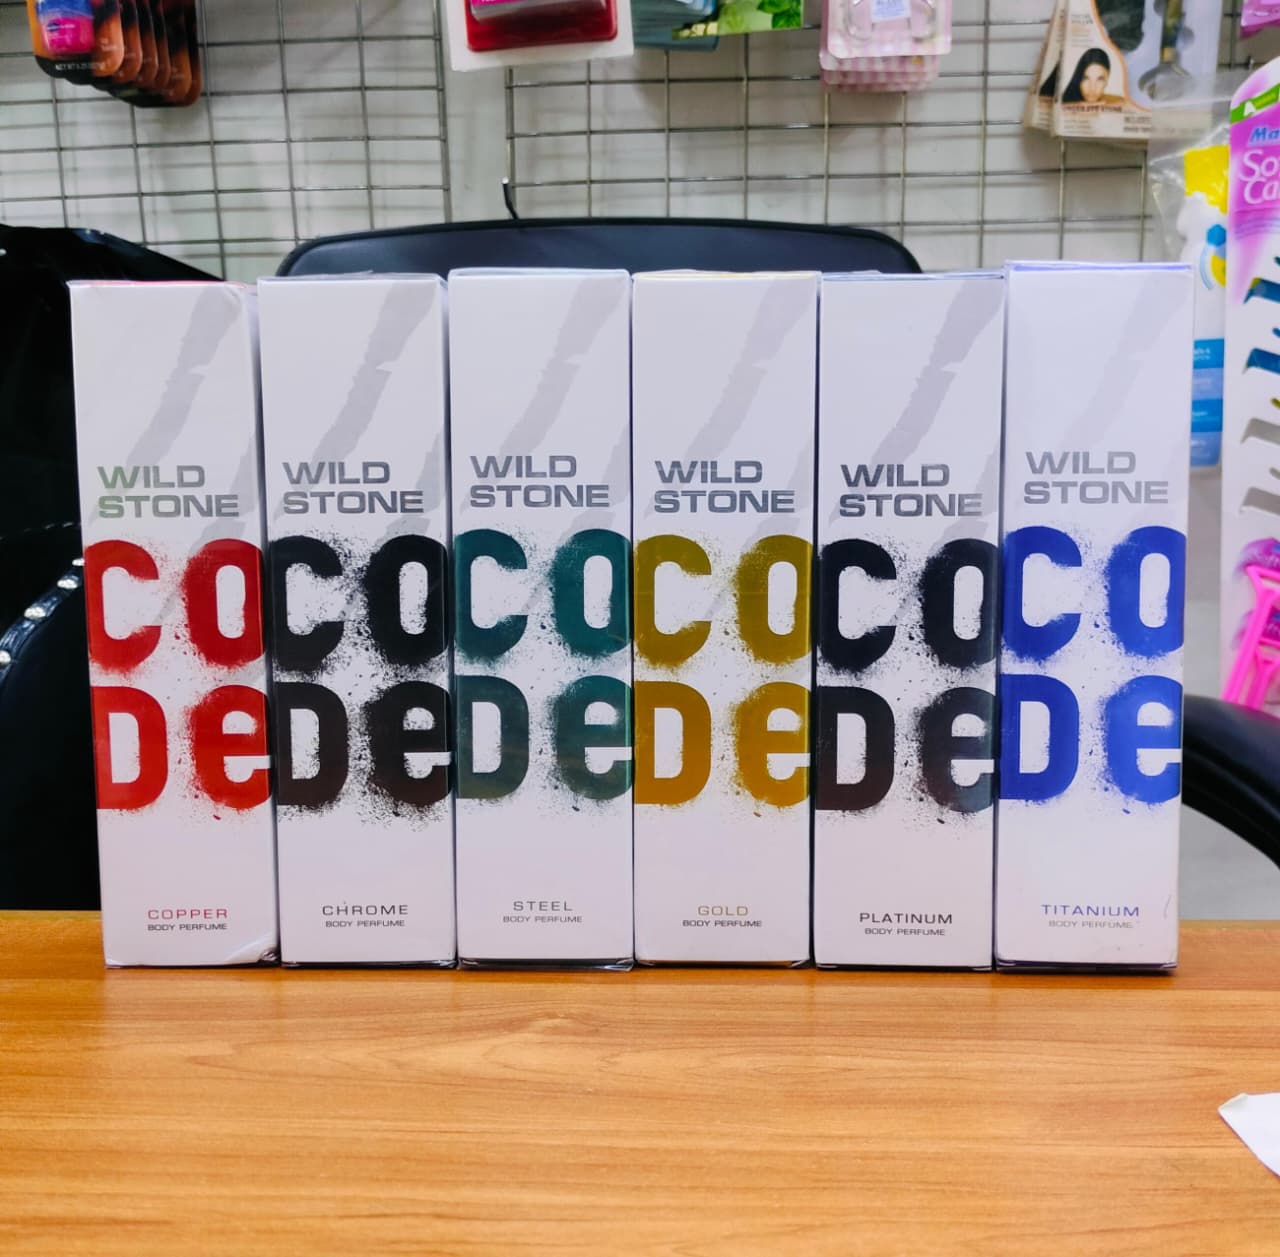 WILD
STONE
CO
De
COPPER
BODY PERFUME
WILD
STONE
CO
De
CHROME
BODY PERFUME
WILD
STONE
CO
De
STEEL
BODY PERFUME
WILD
STONE
CO
De
GOLD
BODY PERFUME
WILD
STONE
CO
De
PLATINUM
BODY PERFUME
WILD
STONE
CO
De
TITANIUM
BODY PERFUME